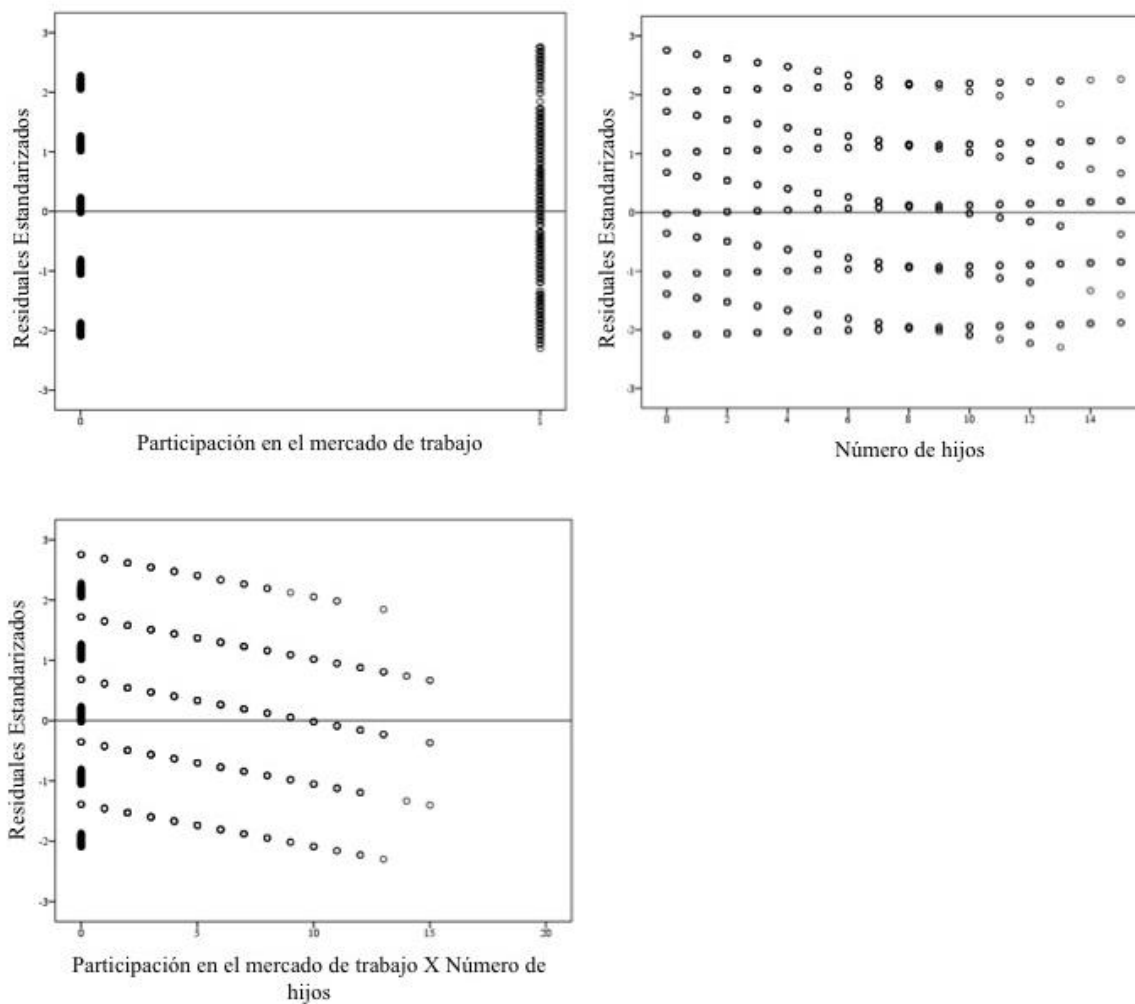 Residuales Estandarizados
3
2
1
0
-1
-2
-3
0 1
Participación en el mercado de trabajo
Residuales Estandarizados
3
2
1
0
-1
-2
-3
0 2 4 6 8 10 12 14
Número de hijos
Residuales Estandarizados
3
2
1
0
-1
-2
-3
0 5 10 15 20
Participación en el mercado de trabajo X Número de
hijos